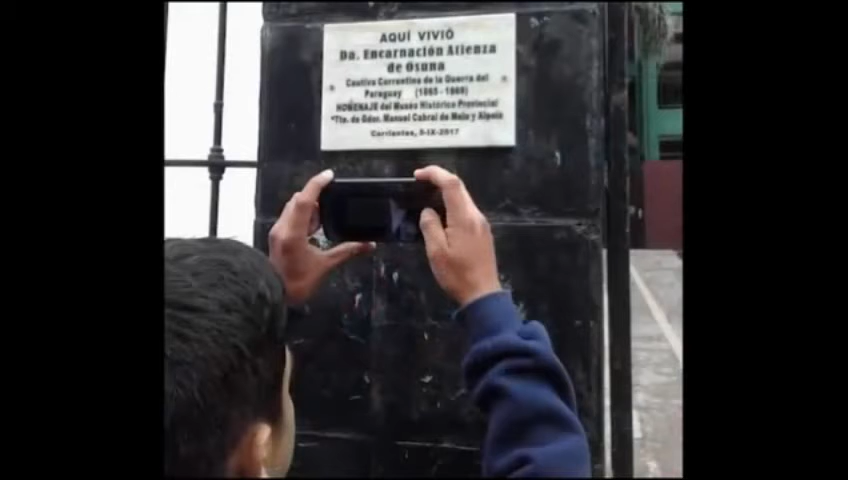 AQUÍ VIVIÓ
Da. Encarnación Atienza
de Osuna
Cautiva Correntina de la Guerra del
Paraguay (1865 - 1869)
HOMENAJE del Museo Histórico Provincial
"Tte. de Gdor. Manuel Cabral de Melo y Alpoin
Corrientes, 8-IX-2017